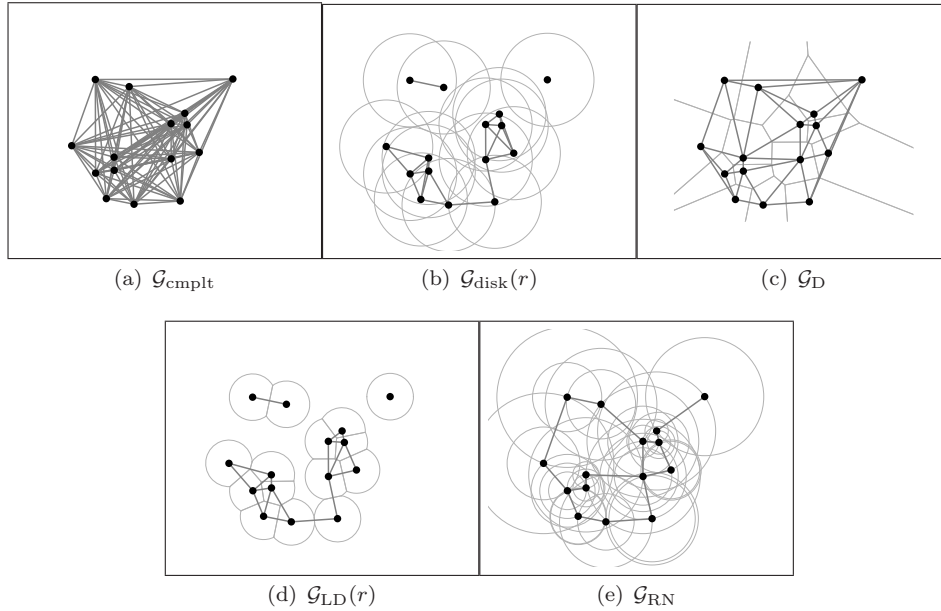 (a) 𝒢cmplt
(b) 𝒢disk(r)
(c) 𝒢D
(d) 𝒢LD(r)
(e) 𝒢RN